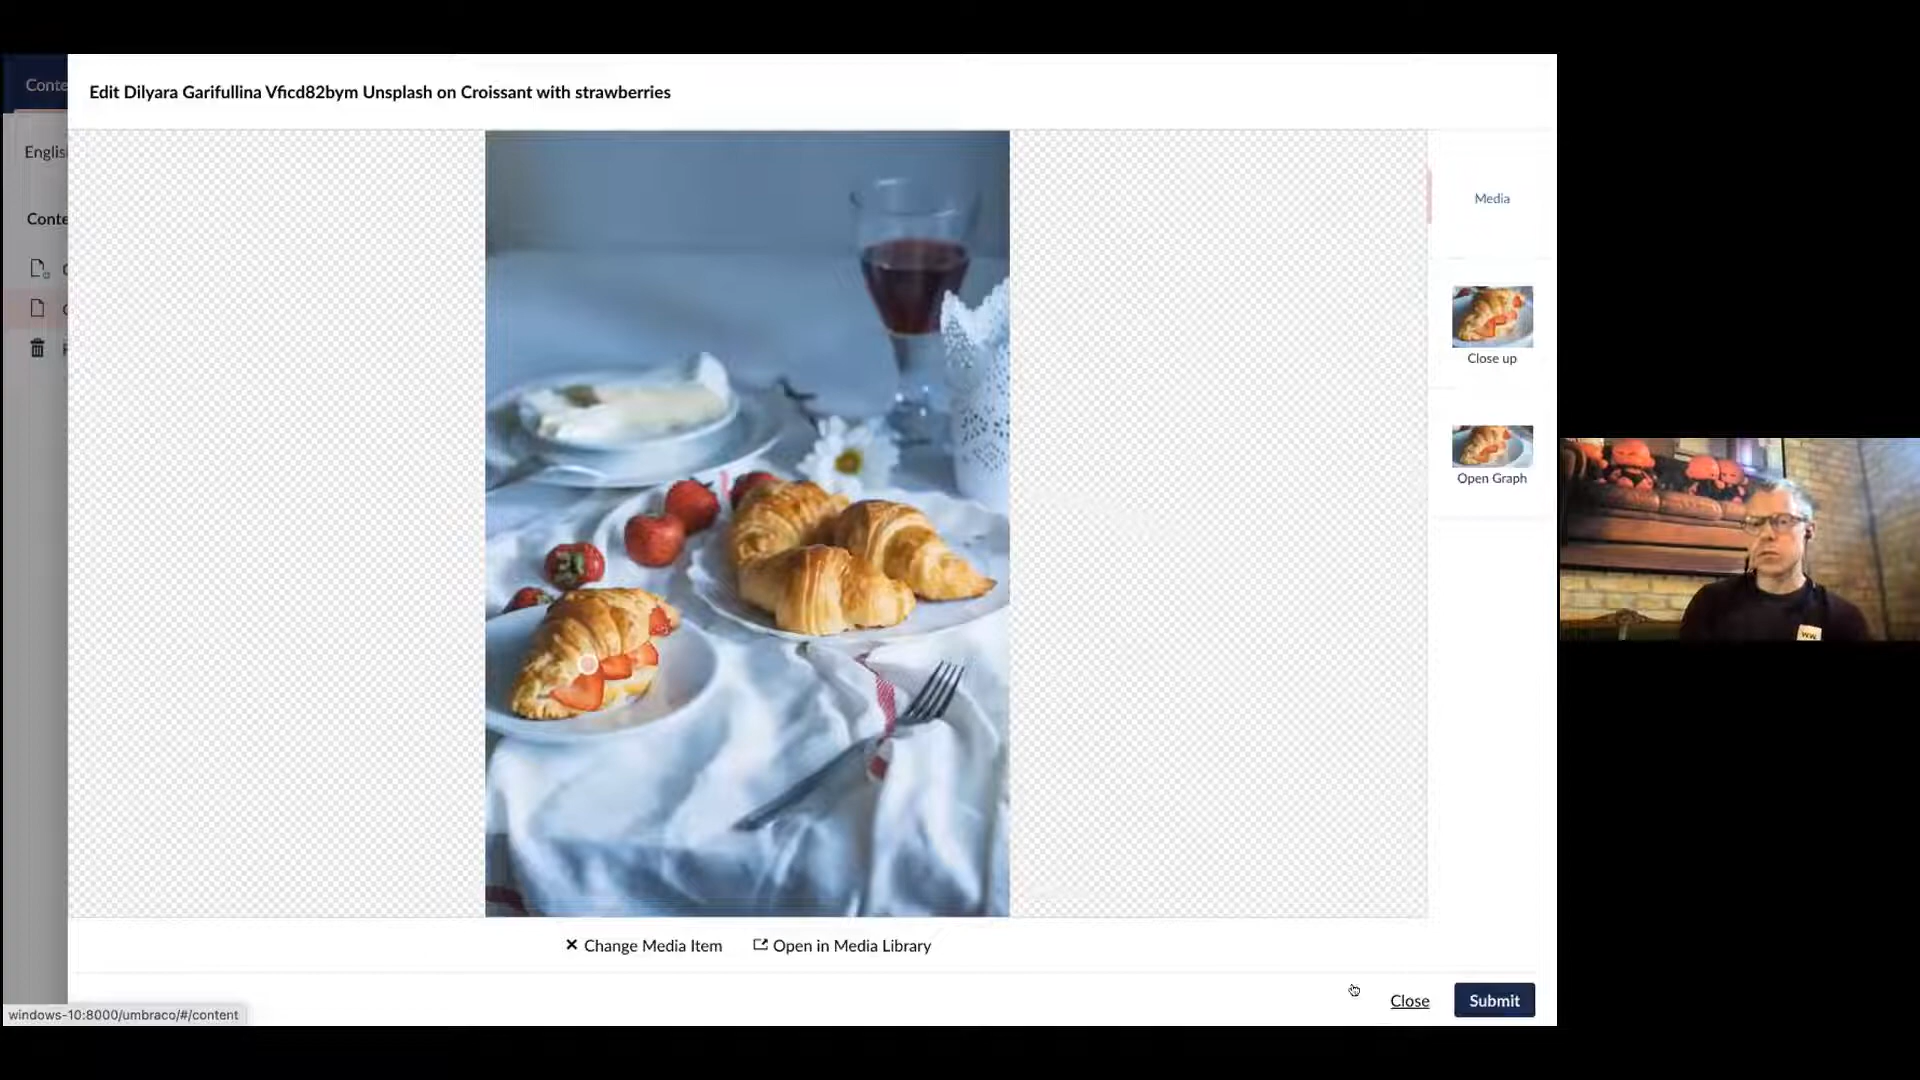 Conte
Edit Dilyara Garifullina Vficd82bym Unsplash on Croissant with strawberries
Englis
Conte
Media
Close up
Open Graph
Change Media Item
Open in Media Library
Close
Submit
windows-10:8000/umbraco/#/content